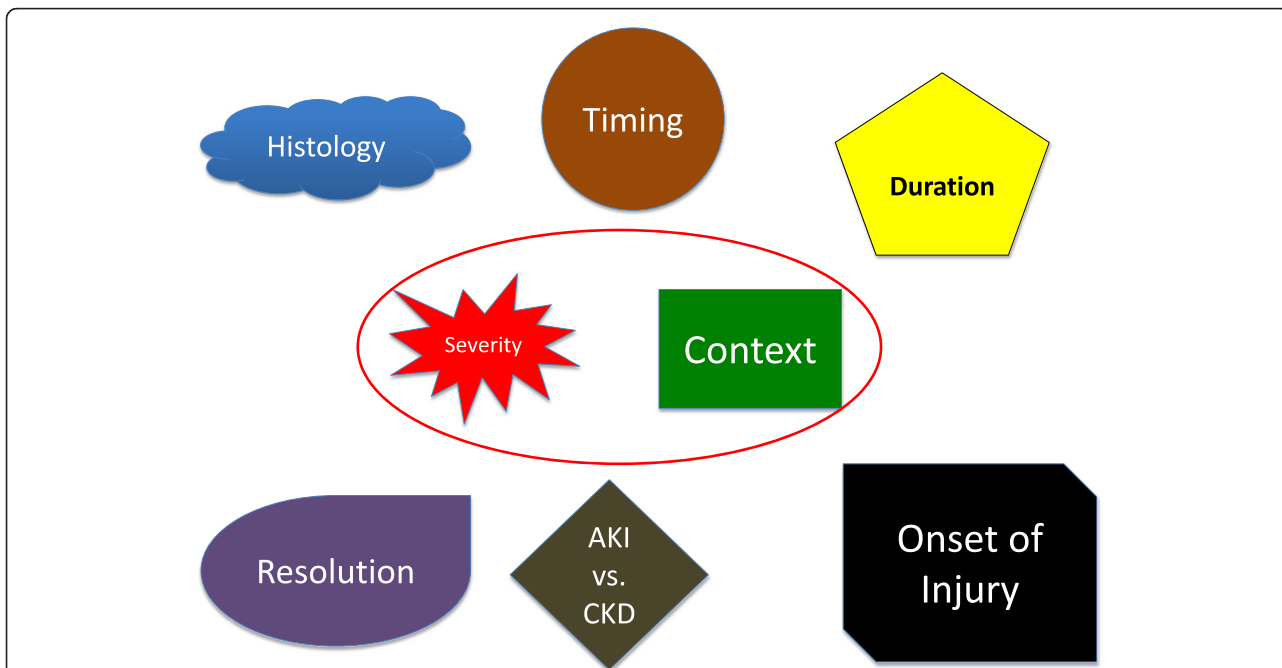 Histology
Timing
Duration
Severity
Context
Resolution
AKI
vs.
CKD
Onset of
Injury